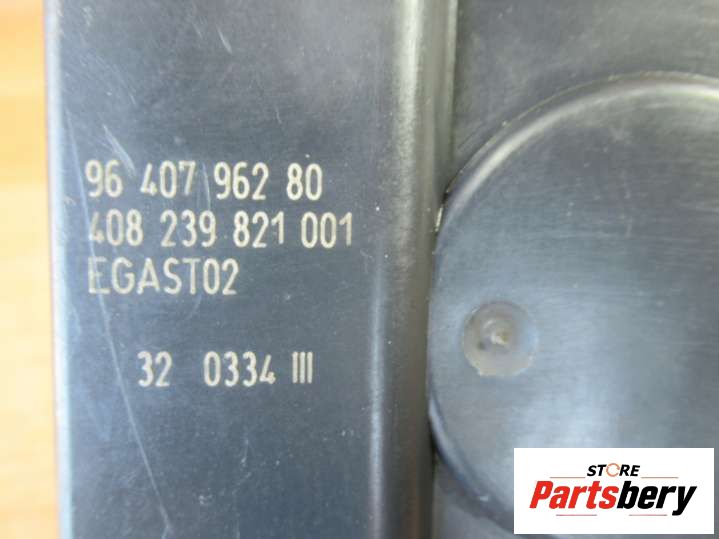 96 407 962 80
408 239 821 001
EGAST02
32 0334 III
STORE
Partsbery